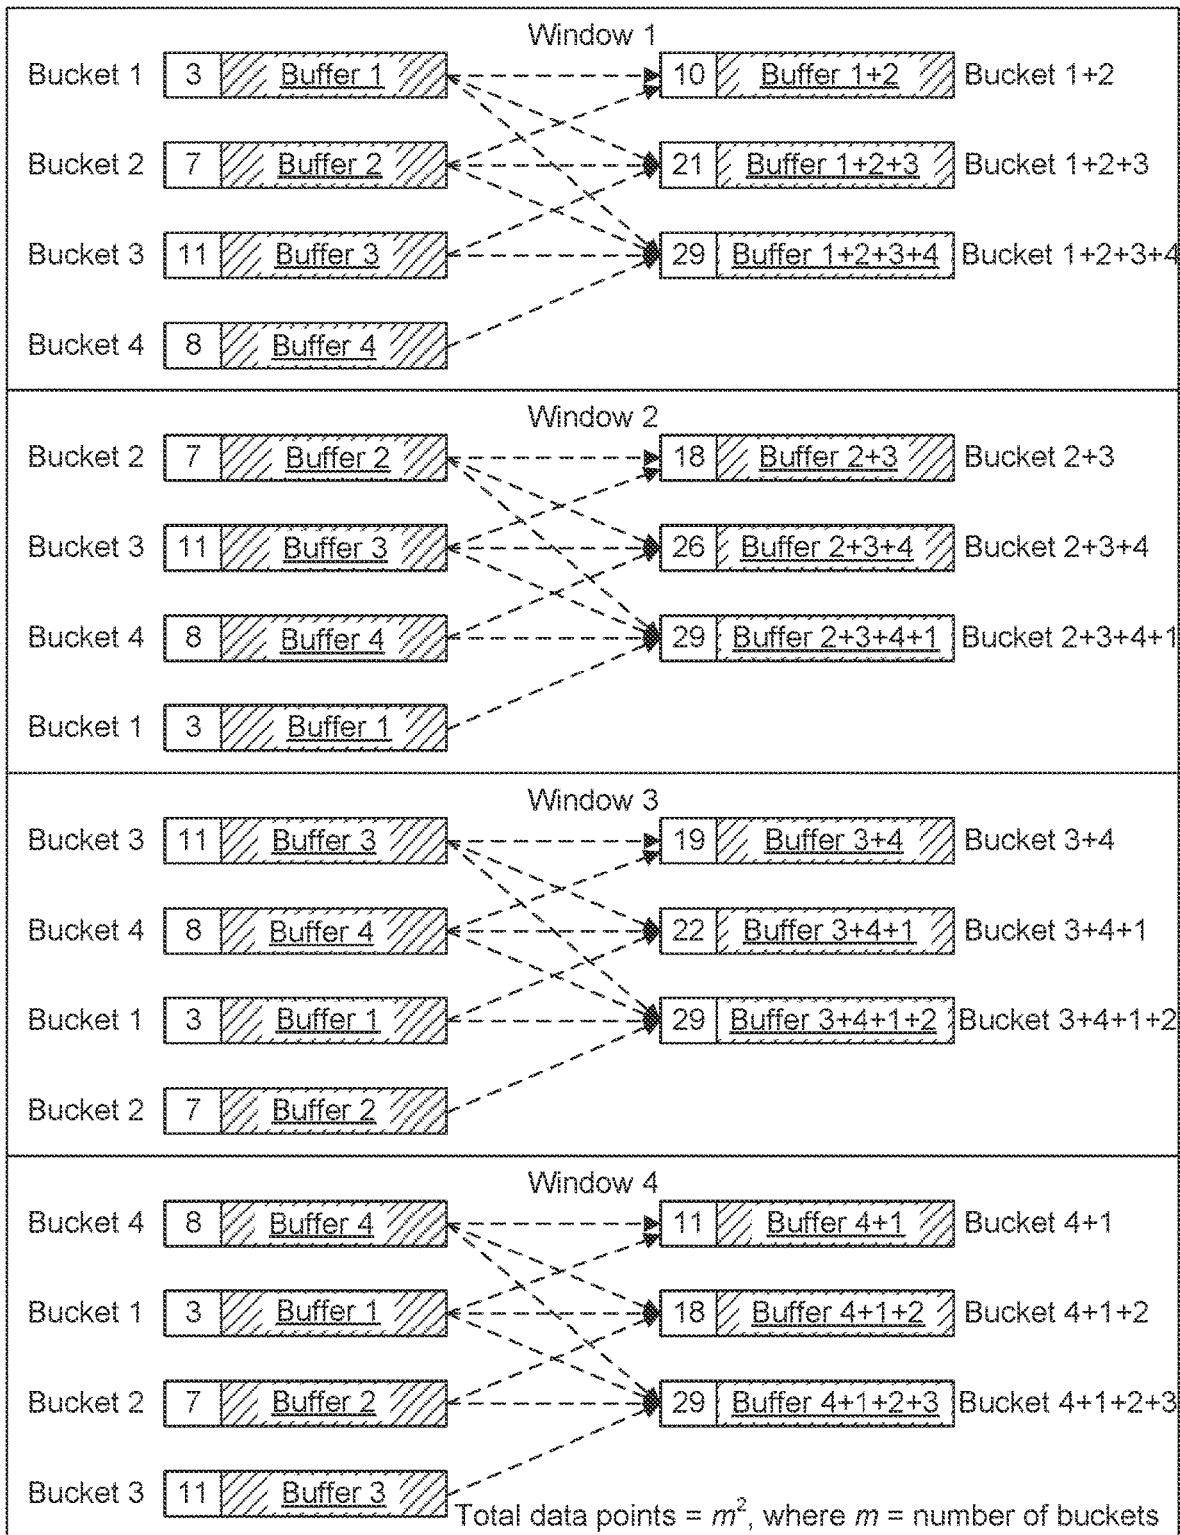 Window 1
Bucket 1 3 Buffer 1 10 Buffer 1+2 Bucket 1+2
Bucket 2 7 Buffer 2 21 Buffer 1+2+3 Bucket 1+2+3
Bucket 3 11 Buffer 3 29 Buffer 1+2+3+4 Bucket 1+2+3+4
Bucket 4 8 Buffer 4
Window 2
Bucket 2 7 Buffer 2 18 Buffer 2+3 Bucket 2+3
Bucket 3 11 Buffer 3 26 Buffer 2+3+4 Bucket 2+3+4
Bucket 4 8 Buffer 4 29 Buffer 2+3+4+1 Bucket 2+3+4+1
Bucket 1 3 Buffer 1
Window 3
Bucket 3 11 Buffer 3 19 Buffer 3+4 Bucket 3+4
Bucket 4 8 Buffer 4 22 Buffer 3+4+1 Bucket 3+4+1
Bucket 1 3 Buffer 1 29 Buffer 3+4+1+2 Bucket 3+4+1+2
Bucket 2 7 Buffer 2
Window 4
Bucket 4 8 Buffer 4 11 Buffer 4+1 Bucket 4+1
Bucket 1 3 Buffer 1 18 Buffer 4+1+2 Bucket 4+1+2
Bucket 2 7 Buffer 2 29 Buffer 4+1+2+3 Bucket 4+1+2+3
Bucket 3 11 Buffer 3
Total data points = m², where m = number of buckets